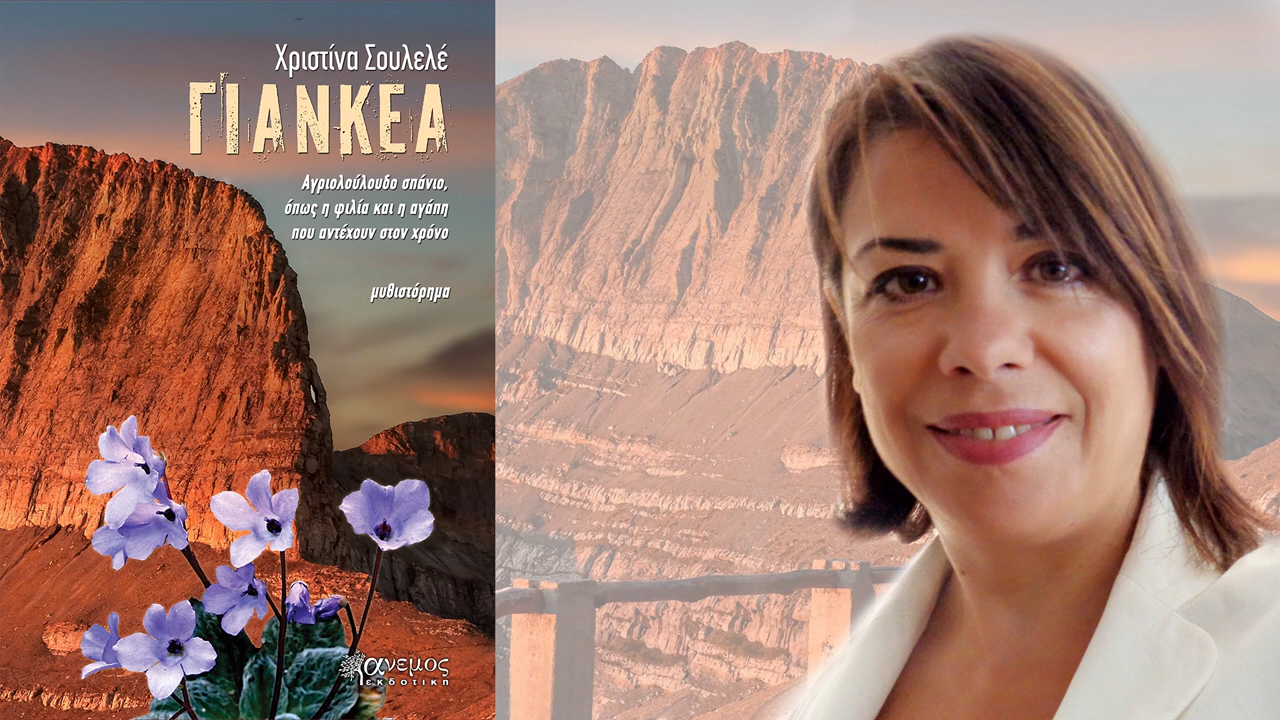 Χριστίνα Σουλελέ
ΓΙΑΝΚΕΑ
Αγριολούλουδο σπάνιο,
όπως η φιλία και η αγάπη
που αντέχουν στον χρόνο
μυθιστόρημα
άνεμος
εκδοτική